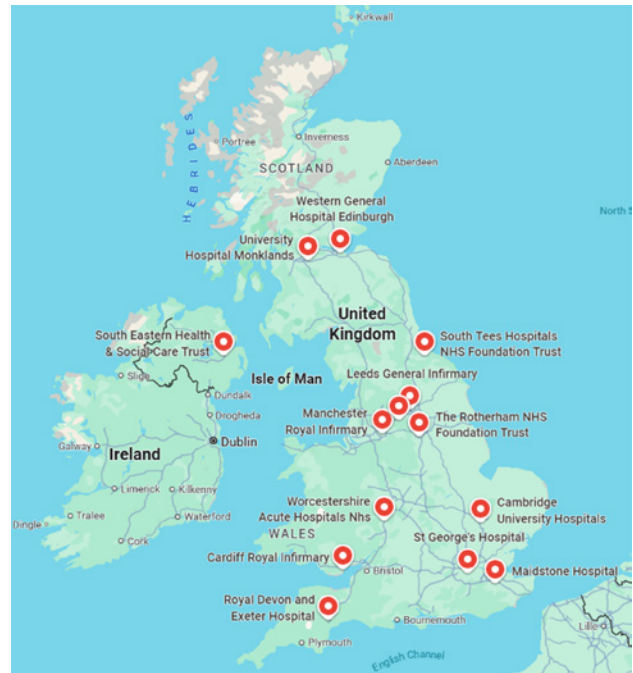 Kirkwall
HEBRIDES
Portree
Inverness
Aberdeen
SCOTLAND
Western General
Hospital Edinburgh
North S
University
Hospital Monklands
United
Kingdom
South Eastern Health
& Social Care Trust
South Tees Hospitals
NHS Foundation Trust
Sligo
Isle of Man
Leeds General Infirmary
Dundalk
Drogheda
Manchester
Royal Infirmary
The Rotherham NHS
Foundation Trust
Galway
Dublin
Ireland
Limerick
Kilkenny
Worcestershire
Acute Hospitals Nhs
Cambridge
University Hospitals
Dingle
Tralee
Waterford
WALES
St George's Hospital
Cork
Cardiff Royal Infirmary
Bristol
Maidstone Hospital
Royal Devon and
Exeter Hospital
Bournemouth
Plymouth
Lille
English Channel